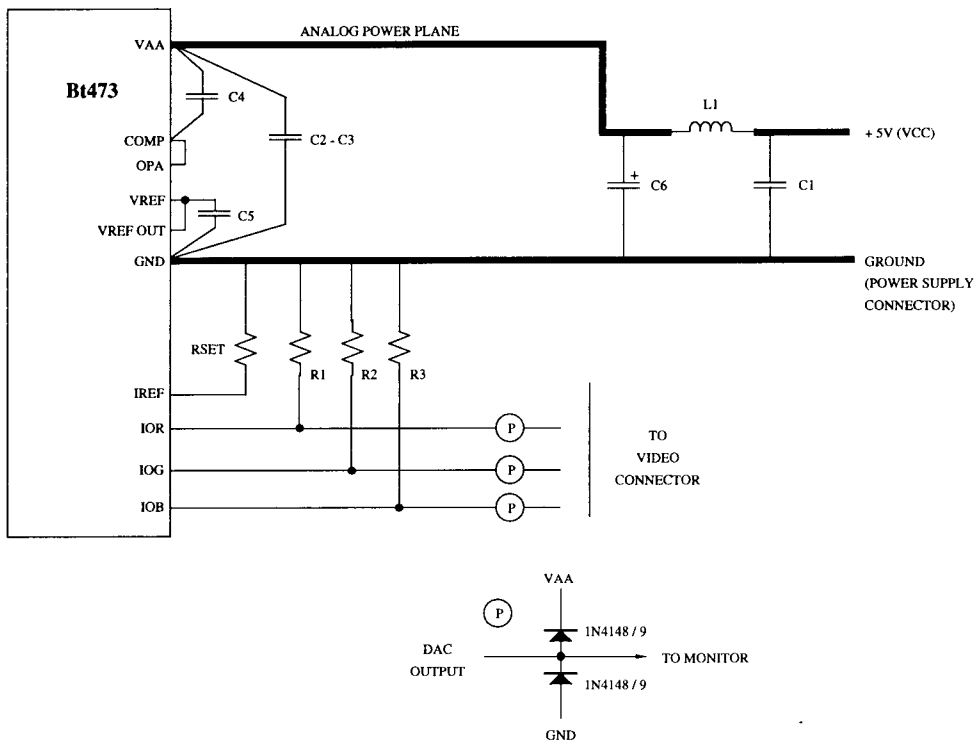 ANALOG POWER PLANE
VAA
Bt473
C4
L1
COMP
C2 - C3
+ 5V (VCC)
OPA
+
C6
C1
VREF
C5
VREF OUT
GND
GROUND
(POWER SUPPLY
CONNECTOR)
RSET
R1
R2
R3
IREF
IOR
P
TO
VIDEO
CONNECTOR
IOG
P
IOB
P
VAA
P
1N4148 / 9
DAC
OUTPUT
TO MONITOR
1N4148 / 9
GND